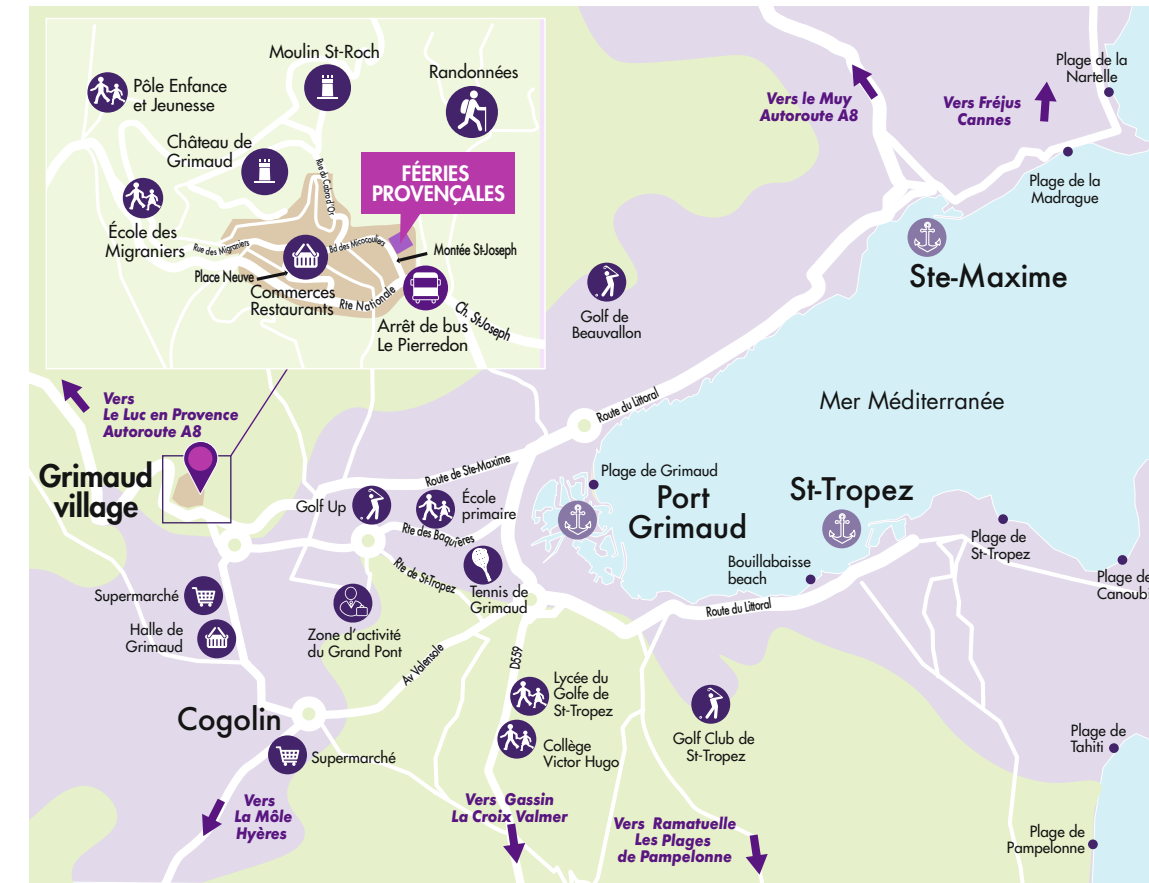 Moulin St-Roch
Randonnées
Pôle Enfance
et Jeunesse
Château de
Grimaud
Rue du Cabro d'Or
FÉERIES
PROVENÇALES
École des
Migraniers
Rue des Migraniers
Bd des Micocouliers
Montée St-Joseph
Place Neuve
Commerces
Restaurants
Rte Nationale
Arrêt de bus
Le Pierredon
Ch. St-Joseph
Vers le Muy
Autoroute A8
Vers Fréjus
Cannes
Plage de la
Nartelle
Plage de la
Madrague
Ste-Maxime
Golf de
Beauvallon
Mer Méditerranée
Route du Littoral
Vers
Le Luc en Provence
Autoroute A8
Grimaud
village
Route de Ste-Maxime
Golf Up
École
primaire
Rte des Baquières
Rte de St-Tropez
Tennis de
Grimaud
Plage de Grimaud
Port
Grimaud
St-Tropez
Bouillabaisse
beach
Route du Littoral
Plage de
St-Tropez
Plage de
Canoubi
Supermarché
Halle de
Grimaud
Zone d'activité
du Grand Pont
Av Valensole
D559
Cogolin
Supermarché
Lycée du
Golfe de
St-Tropez
Collège
Victor Hugo
Golf Club de
St-Tropez
Plage de
Tahiti
Plage de
Pampelonne
Vers
La Môle
Hyères
Vers Gassin
La Croix Valmer
Vers Ramatuelle
Les Plages
de Pampelonne